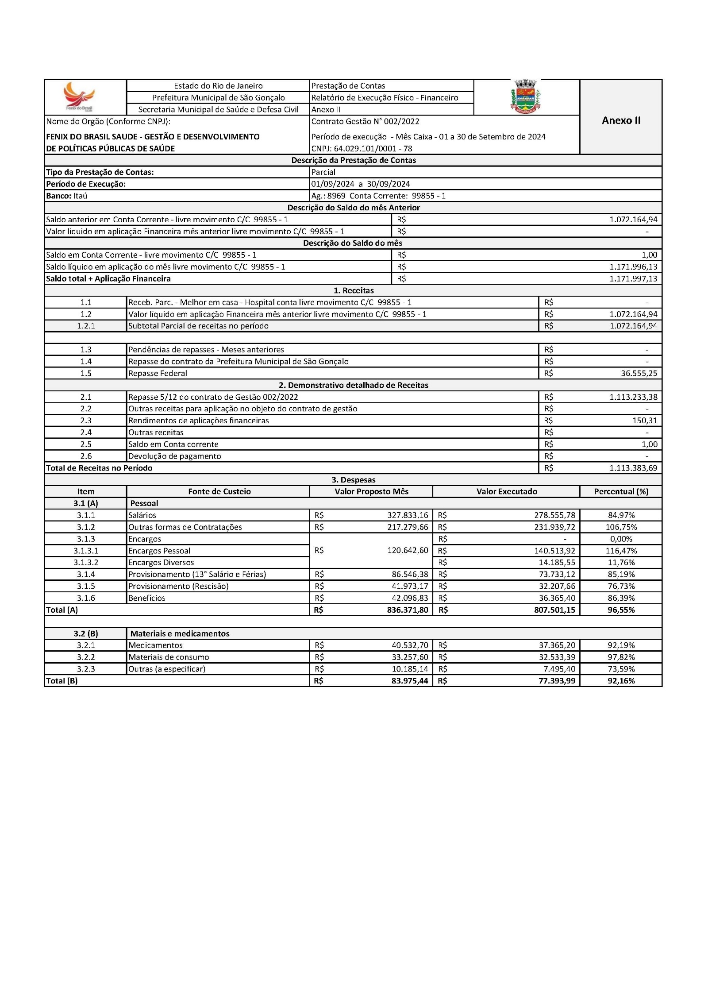 Fenix do Brasil
Saúde
Estado do Rio de Janeiro Prestação de Contas
Prefeitura Municipal de São Gonçalo Relatório de Execução Físico - Financeiro
Secretaria Municipal de Saúde e Defesa Civil Anexo II
SÃO GONÇALO
Anexo II
Nome do Orgão (Conforme CNPJ): Contrato Gestão N° 002/2022
FENIX DO BRASIL SAUDE - GESTÃO E DESENVOLVIMENTO Período de execução - Mês Caixa - 01 a 30 de Setembro de 2024
DE POLÍTICAS PÚBLICAS DE SAÚDE CNPJ: 64.029.101/0001 - 78
Descrição da Prestação de Contas
Tipo da Prestação de Contas: Parcial
Período de Execução: 01/09/2024 a 30/09/2024
Banco: Itaú Ag.: 8969 Conta Corrente: 99855 - 1
Descrição do Saldo do mês Anterior
Saldo anterior em Conta Corrente - livre movimento C/C 99855 - 1 R$ 1.072.164,94
Valor líquido em aplicação Financeira mês anterior livre movimento C/C 99855 - 1 R$ -
Descrição do Saldo do mês
Saldo em Conta Corrente - livre movimento C/C 99855 - 1 R$ 1,00
Saldo líquido em aplicação do mês livre movimento C/C 99855 - 1 R$ 1.171.996,13
Saldo total + Aplicação Financeira R$ 1.171.997,13
1. Receitas
1.1 Receb. Parc. - Melhor em casa - Hospital conta livre movimento C/C 99855 - 1 R$ -
1.2 Valor líquido em aplicação Financeira mês anterior livre movimento C/C 99855 - 1 R$ 1.072.164,94
1.2.1 Subtotal Parcial de receitas no período R$ 1.072.164,94
1.3 Pendências de repasses - Meses anteriores R$ -
1.4 Repasse do contrato da Prefeitura Municipal de São Gonçalo R$ -
1.5 Repasse Federal R$ 36.555,25
2. Demonstrativo detalhado de Receitas
2.1 Repasse 5/12 do contrato de Gestão 002/2022 R$ 1.113.233,38
2.2 Outras receitas para aplicação no objeto do contrato de gestão R$ -
2.3 Rendimentos de aplicações financeiras R$ 150,31
2.4 Outras receitas R$ -
2.5 Saldo em Conta corrente R$ 1,00
2.6 Devolução de pagamento R$ -
Total de Receitas no Período R$ 1.113.383,69
3. Despesas
Item Fonte de Custeio Valor Proposto Mês Valor Executado Percentual (%)
3.1 (A) Pessoal
3.1.1 Salários R$ 327.833,16 R$ 278.555,78 84,97%
3.1.2 Outras formas de Contratações R$ 217.279,66 R$ 231.939,72 106,75%
3.1.3 Encargos R$ - 0,00%
3.1.3.1 Encargos Pessoal R$ 120.642,60 R$ 140.513,92 116,47%
3.1.3.2 Encargos Diversos R$ 14.185,55 11,76%
3.1.4 Provisionamento (13° Salário e Férias) R$ 86.546,38 R$ 73.733,12 85,19%
3.1.5 Provisionamento (Rescisão) R$ 41.973,17 R$ 32.207,66 76,73%
3.1.6 Benefícios R$ 42.096,83 R$ 36.365,40 86,39%
Total (A) R$ 836.371,80 R$ 807.501,15 96,55%
3.2 (B) Materiais e medicamentos
3.2.1 Medicamentos R$ 40.532,70 R$ 37.365,20 92,19%
3.2.2 Materiais de consumo R$ 33.257,60 R$ 32.533,39 97,82%
3.2.3 Outras (a especificar) R$ 10.185,14 R$ 7.495,40 73,59%
Total (B) R$ 83.975,44 R$ 77.393,99 92,16%